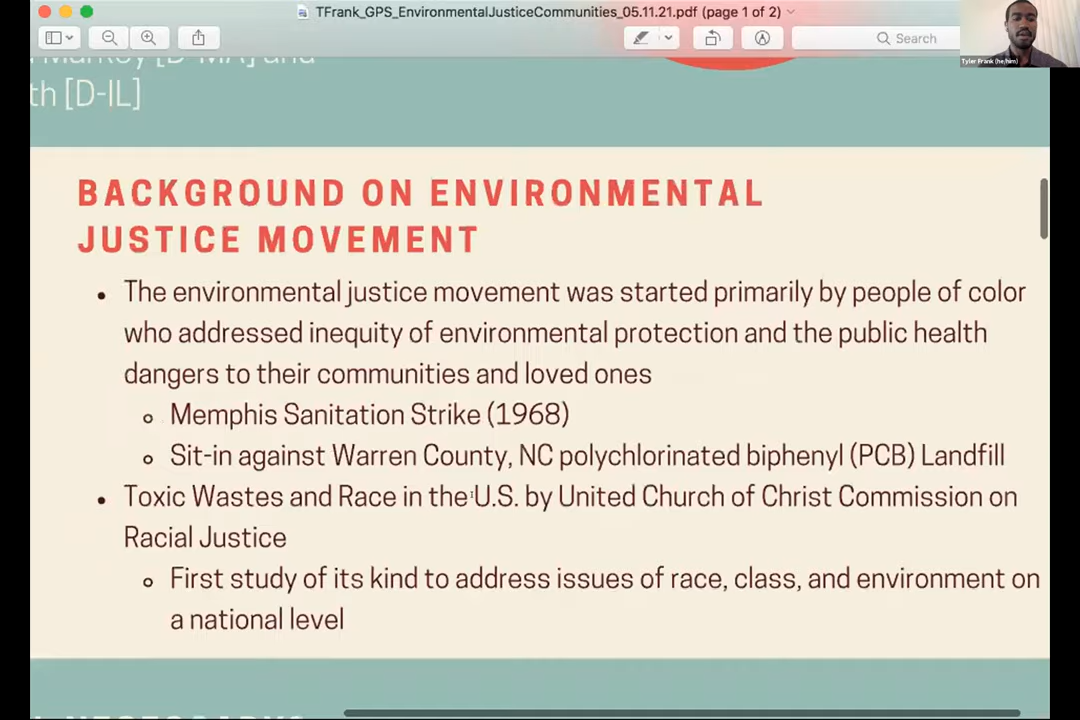 TFrank_GPS_EnvironmentalJusticeCommunities_05.11.21.pdf (page 1 of 2)
Search
Tyler Frank (he/him)
[D-MA] and
th [D-IL]
BACKGROUND ON ENVIRONMENTAL
JUSTICE MOVEMENT
• The environmental justice movement was started primarily by people of color
who addressed inequity of environmental protection and the public health
dangers to their communities and loved ones
Memphis Sanitation Strike (1968)
Sit-in against Warren County, NC polychlorinated biphenyl (PCB) Landfill
• Toxic Wastes and Race in the U.S. by United Church of Christ Commission on
Racial Justice
First study of its kind to address issues of race, class, and environment on
a national level